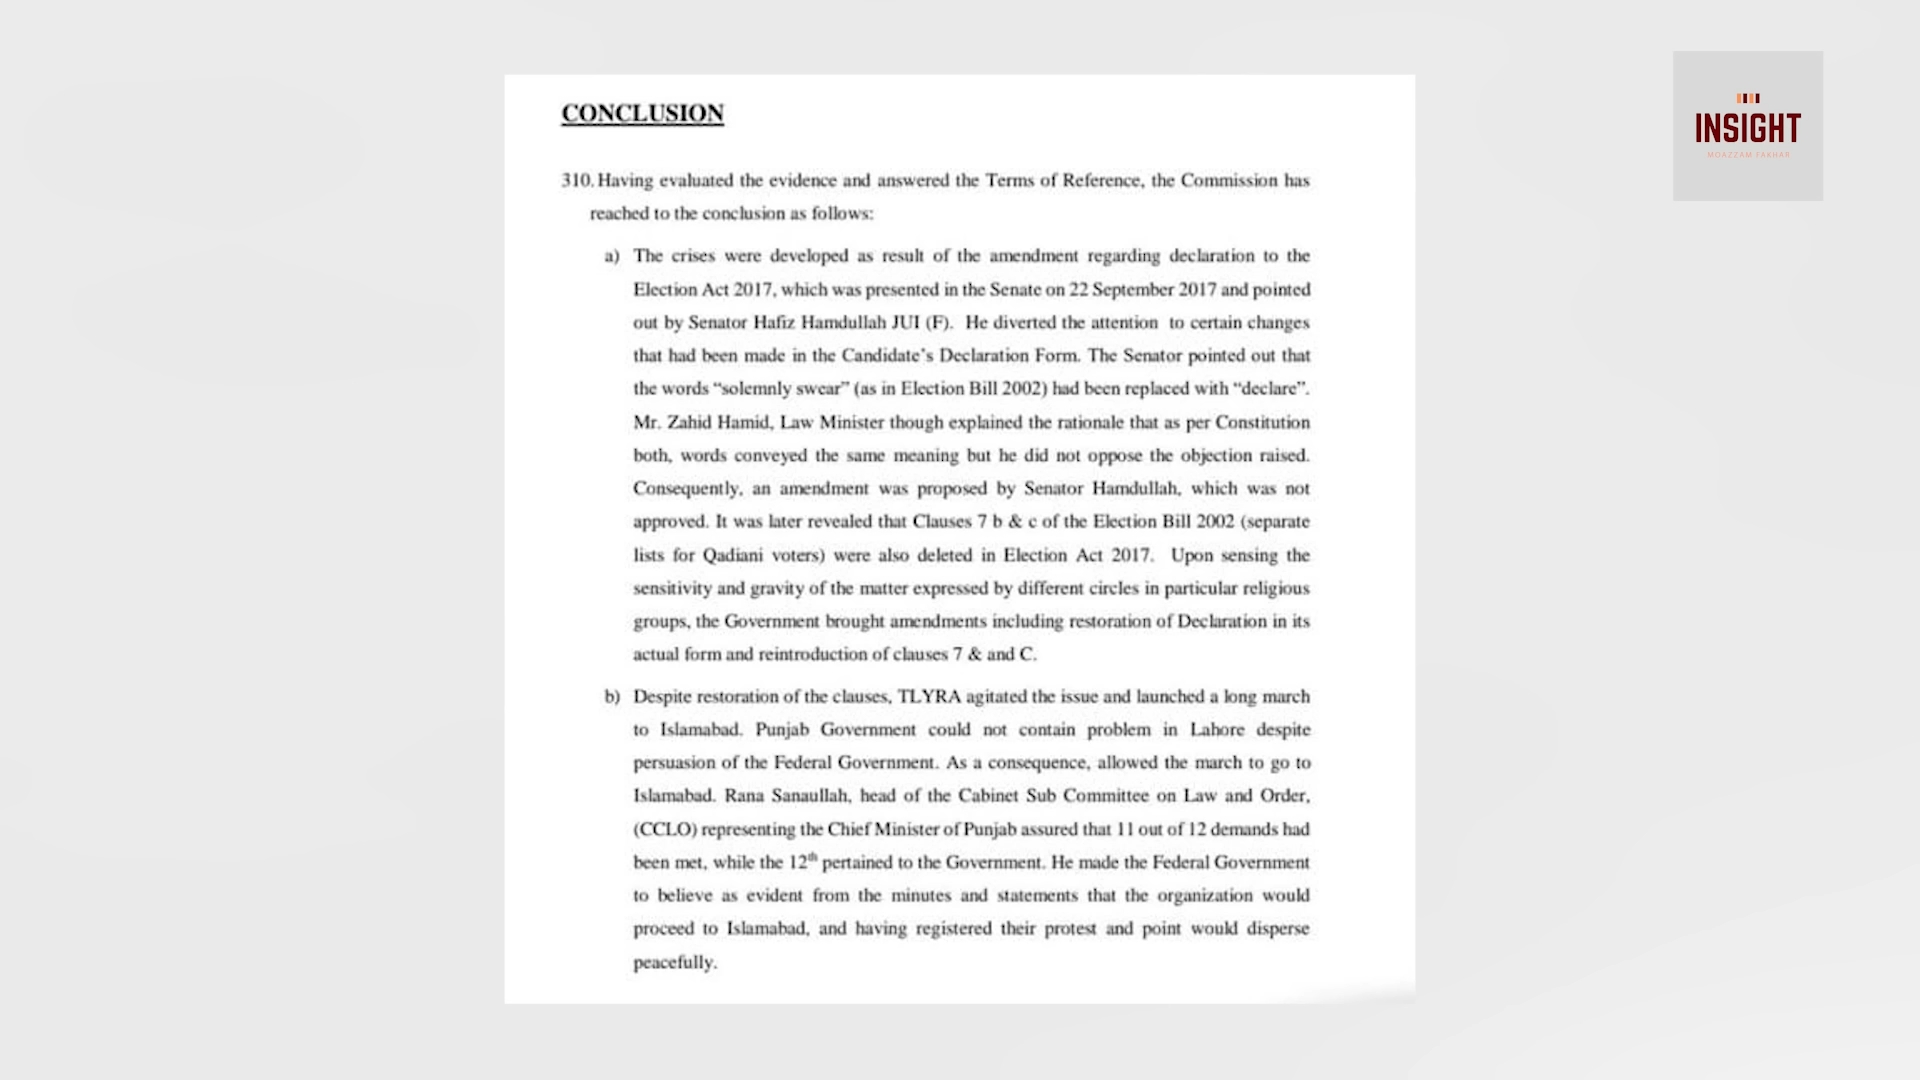 CONCLUSION
INSIGHT
MOAZZAM FAKHAR
310. Having evaluated the evidence and answered the Terms of Reference, the Commission has
reached to the conclusion as follows:
a) The crises were developed as result of the amendment regarding declaration to the
Election Act 2017, which was presented in the Senate on 22 September 2017 and pointed
out by Senator Hafiz Hamdullah JUI (F). He diverted the attention to certain changes
that had been made in the Candidate's Declaration Form. The Senator pointed out that
the words “solemnly swear” (as in Election Bill 2002) had been replaced with “declare”.
Mr. Zahid Hamid, Law Minister though explained the rationale that as per Constitution
both, words conveyed the same meaning but he did not oppose the objection raised.
Consequently, an amendment was proposed by Senator Hamdullah, which was not
approved. It was later revealed that Clauses 7 b & c of the Election Bill 2002 (separate
lists for Qadiani voters) were also deleted in Election Act 2017. Upon sensing the
sensitivity and gravity of the matter expressed by different circles in particular religious
groups, the Government brought amendments including restoration of Declaration in its
actual form and reintroduction of clauses 7 & and C.
b) Despite restoration of the clauses, TLYRA agitated the issue and launched a long march
to Islamabad. Punjab Government could not contain problem in Lahore despite
persuasion of the Federal Government. As a consequence, allowed the march to go to
Islamabad. Rana Sanaullah, head of the Cabinet Sub Committee on Law and Order,
(CCLO) representing the Chief Minister of Punjab assured that 11 out of 12 demands had
been met, while the 12th pertained to the Government. He made the Federal Government
to believe as evident from the minutes and statements that the organization would
proceed to Islamabad, and having registered their protest and point would disperse
peacefully.